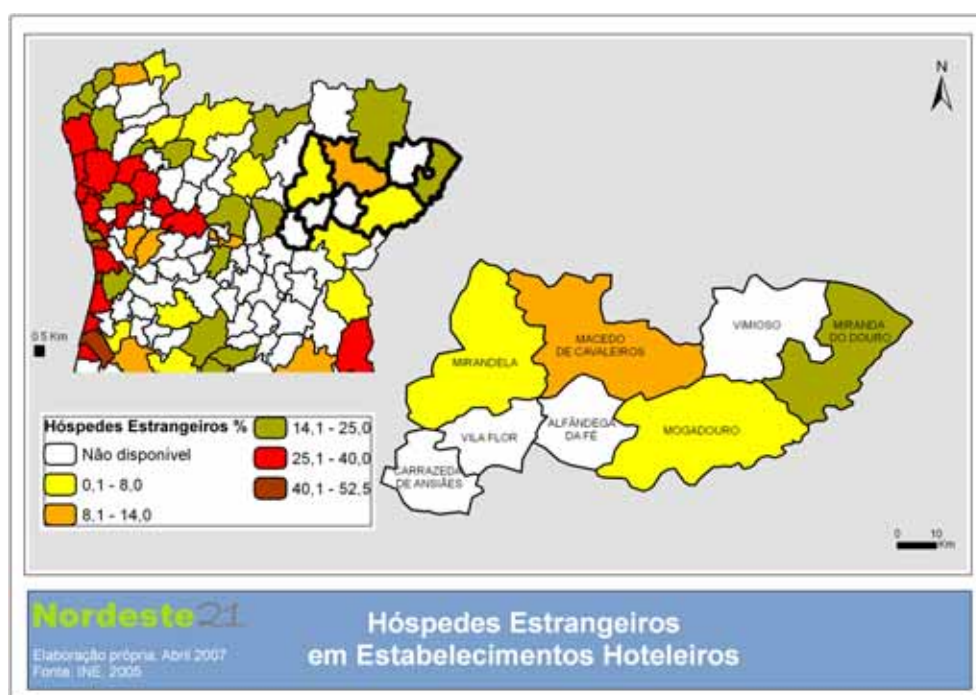 N
0.5 Km
Hóspedes Estrangeiros %
Não disponível
0,1 - 8,0
8,1 - 14,0
14,1 - 25,0
25,1 - 40,0
40,1 - 52,5
MIRANDELA
MACEDO
DE CAVALEIROS
VIMIOSO
MIRANDA
DO DOURO
VILA FLOR
ALFÂNDEGA
DA FÉ
MOGADOURO
CARRAZEDA
DE ANSIÃES
0 10
Km
Nordeste21
Elaboração própria, Abril 2007
Fonte: INE, 2005
Hóspedes Estrangeiros
em Estabelecimentos Hoteleiros